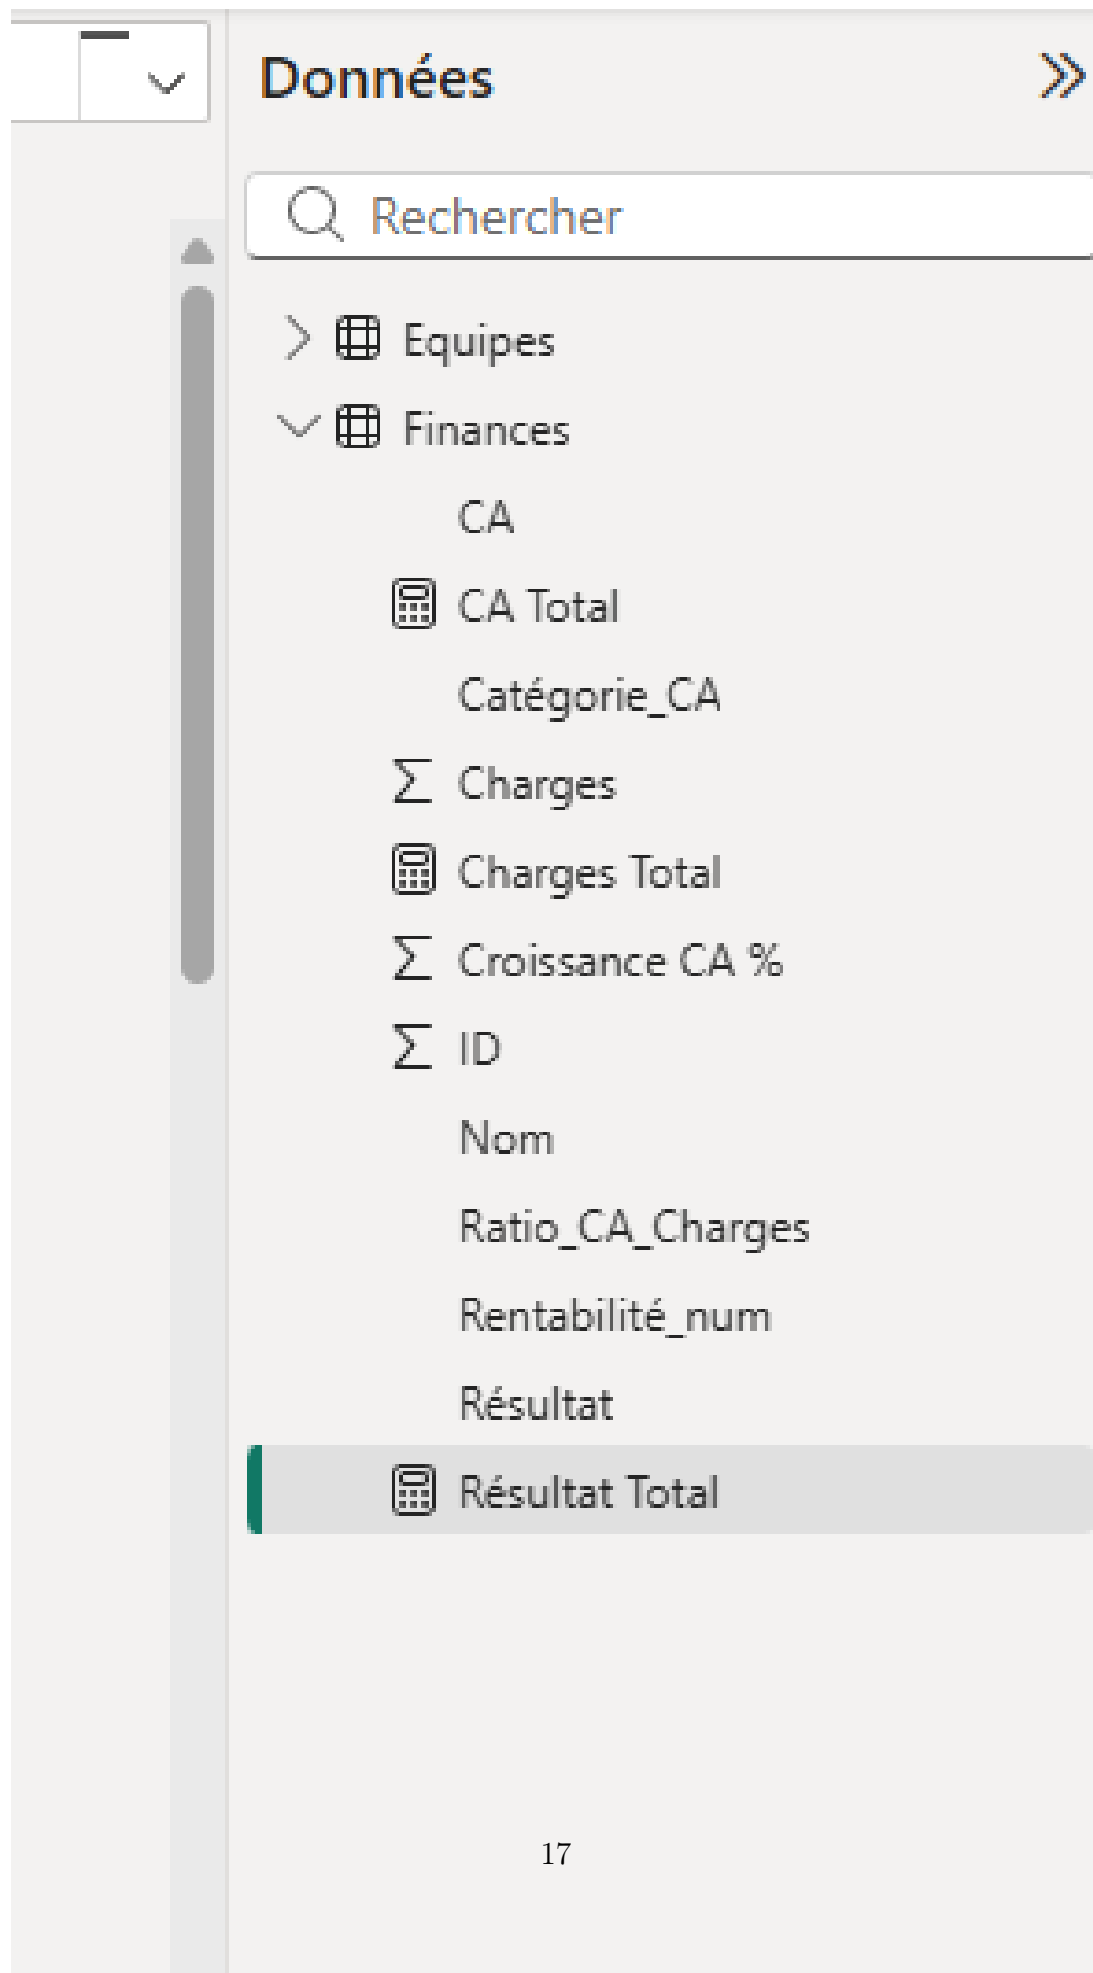 Données
Rechercher
Equipes
Finances
CA
CA Total
Catégorie_CA
Charges
Charges Total
Croissance CA %
ID
Nom
Ratio_CA_Charges
Rentabilité_num
Résultat
Résultat Total
17